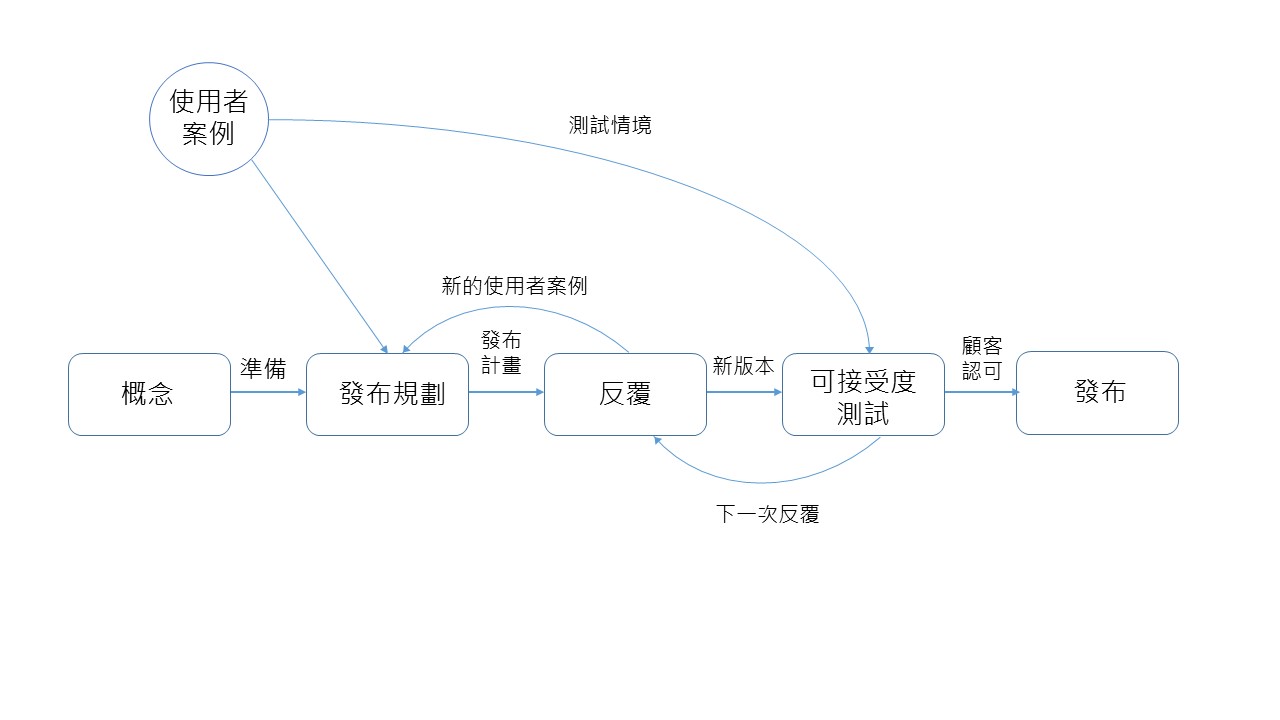 使用者
案例
測試情境
新的使用者案例
概念
準備
發布規劃
發布
計畫
反覆
新版本
可接受度
測試
顧客
認可
發布
下一次反覆